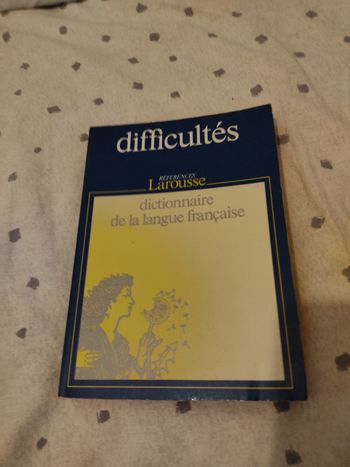 difficultés
RÉFÉRENCES
Larousse
dictionnaire
de la langue française